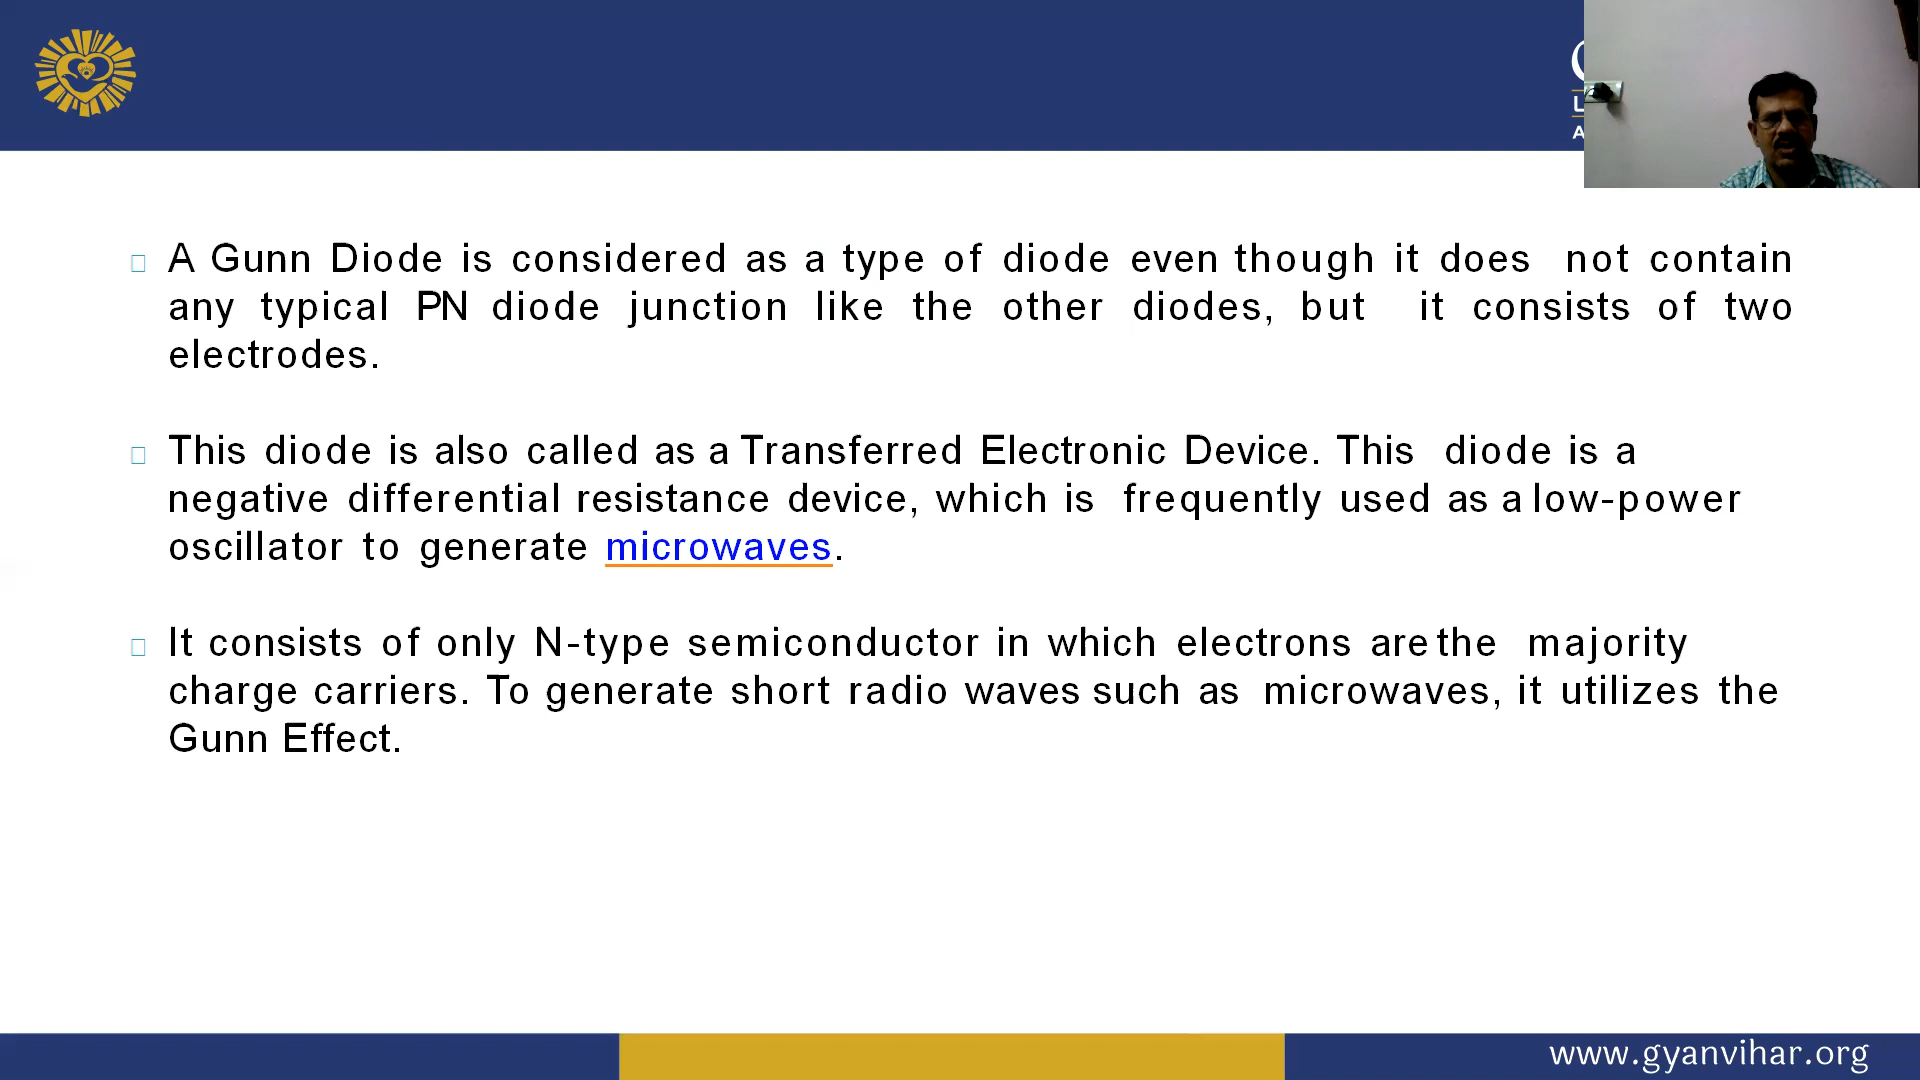 A Gunn Diode is considered as a type of diode even though it does not contain
any typical PN diode junction like the other diodes, but it consists of two
electrodes.
This diode is also called as a Transferred Electronic Device. This diode is a
negative differential resistance device, which is frequently used as a low-power
oscillator to generate microwaves.
It consists of only N-type semiconductor in which electrons are the majority
charge carriers. To generate short radio waves such as microwaves, it utilizes the
Gunn Effect.
www.gyanvihar.org